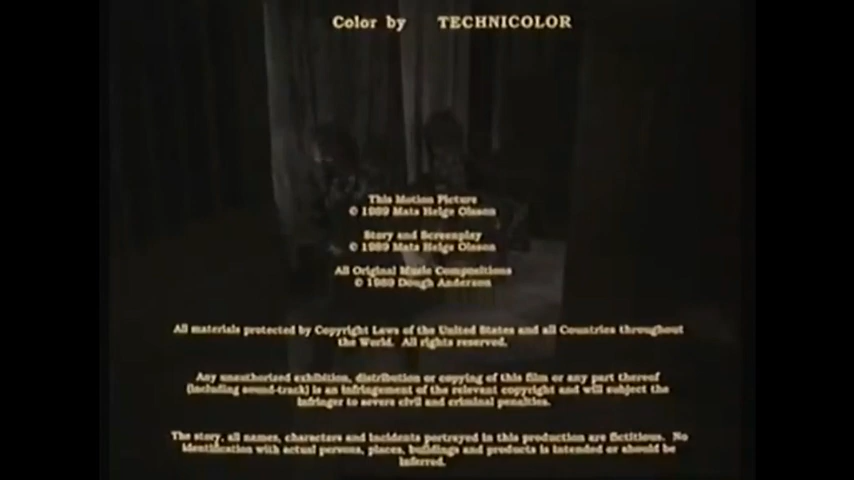 Color by TECHNICOLOR
This Motion Picture
© 1989 Mats Helge Olsson
Story and Screenplay
© 1989 Mats Helge Olsson
All Original Music Compositions
© 1989 Dough Anderson
All materials protected by Copyright Laws of the United States and all Countries throughout
the World. All rights reserved.
Any unauthorized exhibition, distribution or copying of this film or any part thereof
(including sound-track) is an infringement of the relevant copyright and will subject the
infringer to severe civil and criminal penalties.
The story, all names, characters and incidents portrayed in this production are fictitious. No
identification with actual persons, places, buildings and products is intended or should be
inferred.